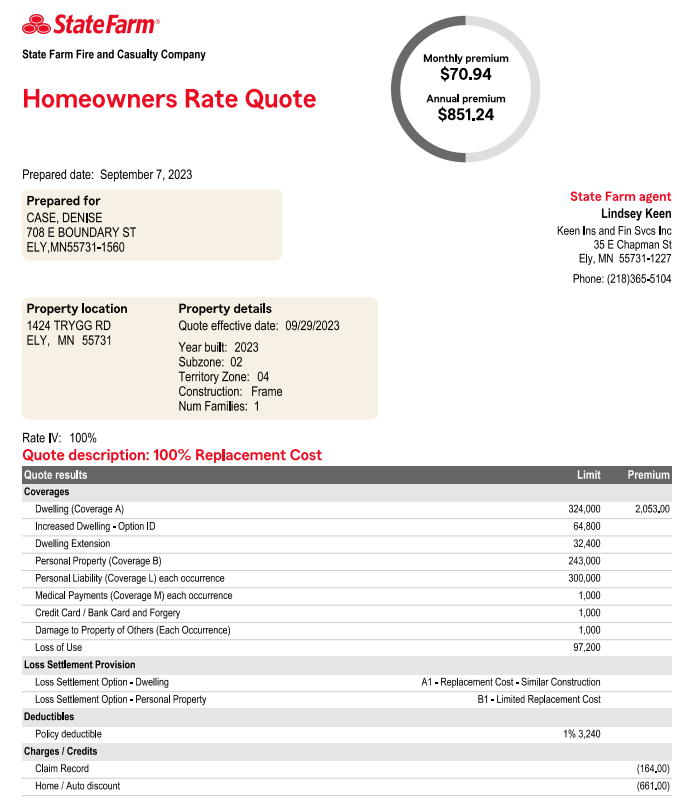 StateFarm®
State Farm Fire and Casualty Company
Homeowners Rate Quote
Monthly premium
$70.94
Annual premium
$851.24
Prepared date: September 7, 2023
Prepared for
CASE, DENISE
708 E BOUNDARY ST
ELY,MN55731-1560
State Farm agent
Lindsey Keen
Keen Ins and Fin Svcs Inc
35 E Chapman St
Ely, MN 55731-1227
Phone: (218)365-5104
Property location
1424 TRYGG RD
ELY, MN 55731
Property details
Quote effective date: 09/29/2023
Year built: 2023
Subzone: 02
Territory Zone: 04
Construction: Frame
Num Families: 1
Rate IV: 100%
Quote description: 100% Replacement Cost
Quote results Limit Premium
Coverages
Dwelling (Coverage A) 324,000 2,053.00
Increased Dwelling - Option ID 64,800
Dwelling Extension 32,400
Personal Property (Coverage B) 243,000
Personal Liability (Coverage L) each occurrence 300,000
Medical Payments (Coverage M) each occurrence 1,000
Credit Card / Bank Card and Forgery 1,000
Damage to Property of Others (Each Occurrence) 1,000
Loss of Use 97,200
Loss Settlement Provision
Loss Settlement Option - Dwelling A1 - Replacement Cost - Similar Construction
Loss Settlement Option - Personal Property B1 - Limited Replacement Cost
Deductibles
Policy deductible 1% 3,240
Charges / Credits
Claim Record (164.00)
Home / Auto discount (661.00)